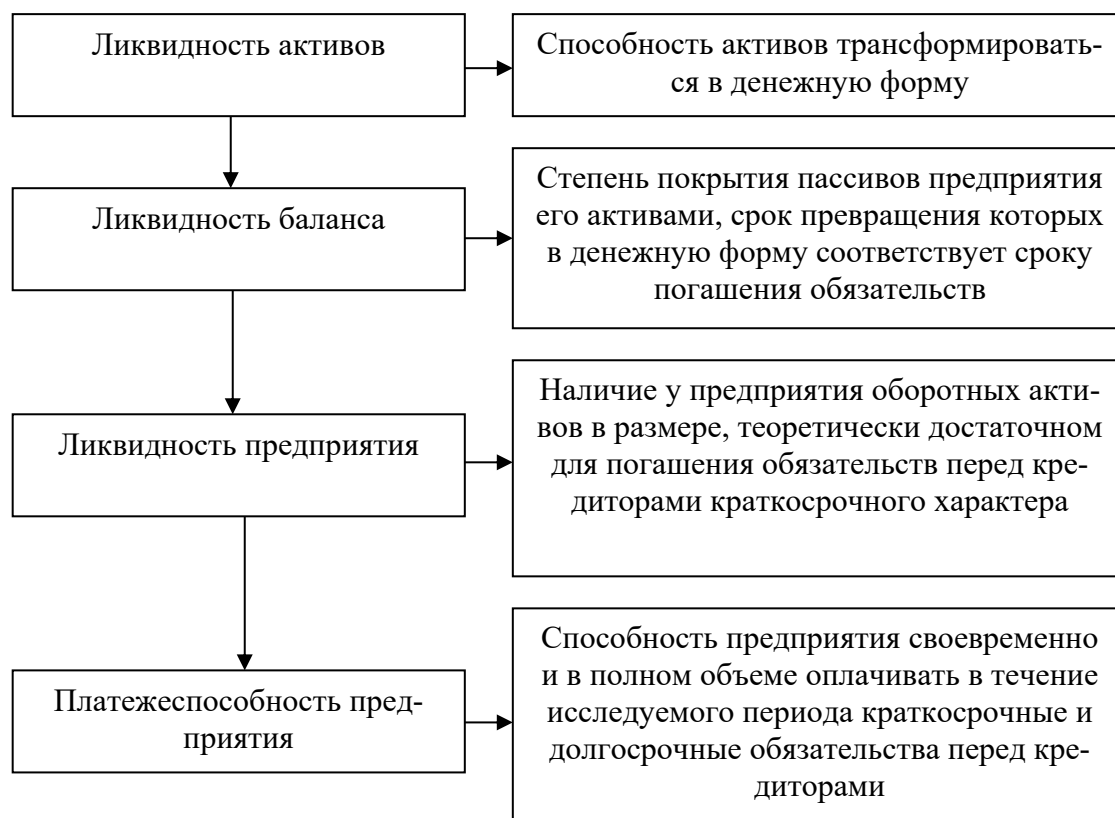 Ликвидность активов
Способность активов трансформировать-
ся в денежную форму
Ликвидность баланса
Степень покрытия пассивов предприятия
его активами, срок превращения которых
в денежную форму соответствует сроку
погашения обязательств
Ликвидность предприятия
Наличие у предприятия оборотных акти-
вов в размере, теоретически достаточном
для погашения обязательств перед кре-
диторами краткосрочного характера
Платежеспособность пред-
приятия
Способность предприятия своевременно
и в полном объеме оплачивать в течение
исследуемого периода краткосрочные и
долгосрочные обязательства перед кре-
диторами